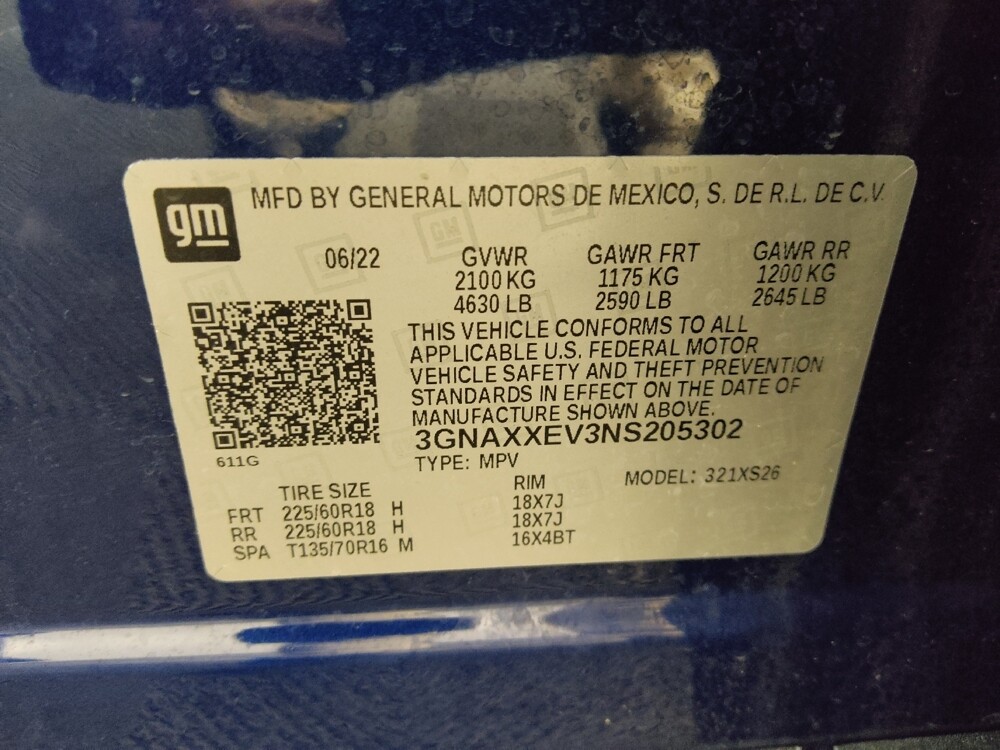 gm
MFD BY GENERAL MOTORS DE MEXICO, S. DE R.L. DE C.V.
06/22 GVWR GAWR FRT GAWR RR
2100 KG 1175 KG 1200 KG
4630 LB 2590 LB 2645 LB
THIS VEHICLE CONFORMS TO ALL
APPLICABLE U.S. FEDERAL MOTOR
VEHICLE SAFETY AND THEFT PREVENTION
STANDARDS IN EFFECT ON THE DATE OF
MANUFACTURE SHOWN ABOVE.
3GNAXXEV3NS205302
611G
TYPE: MPV
MODEL: 321XS26
TIRE SIZE RIM
FRT 225/60R18 H 18X7J
RR 225/60R18 H 18X7J
SPA T135/70R16 M 16X4BT